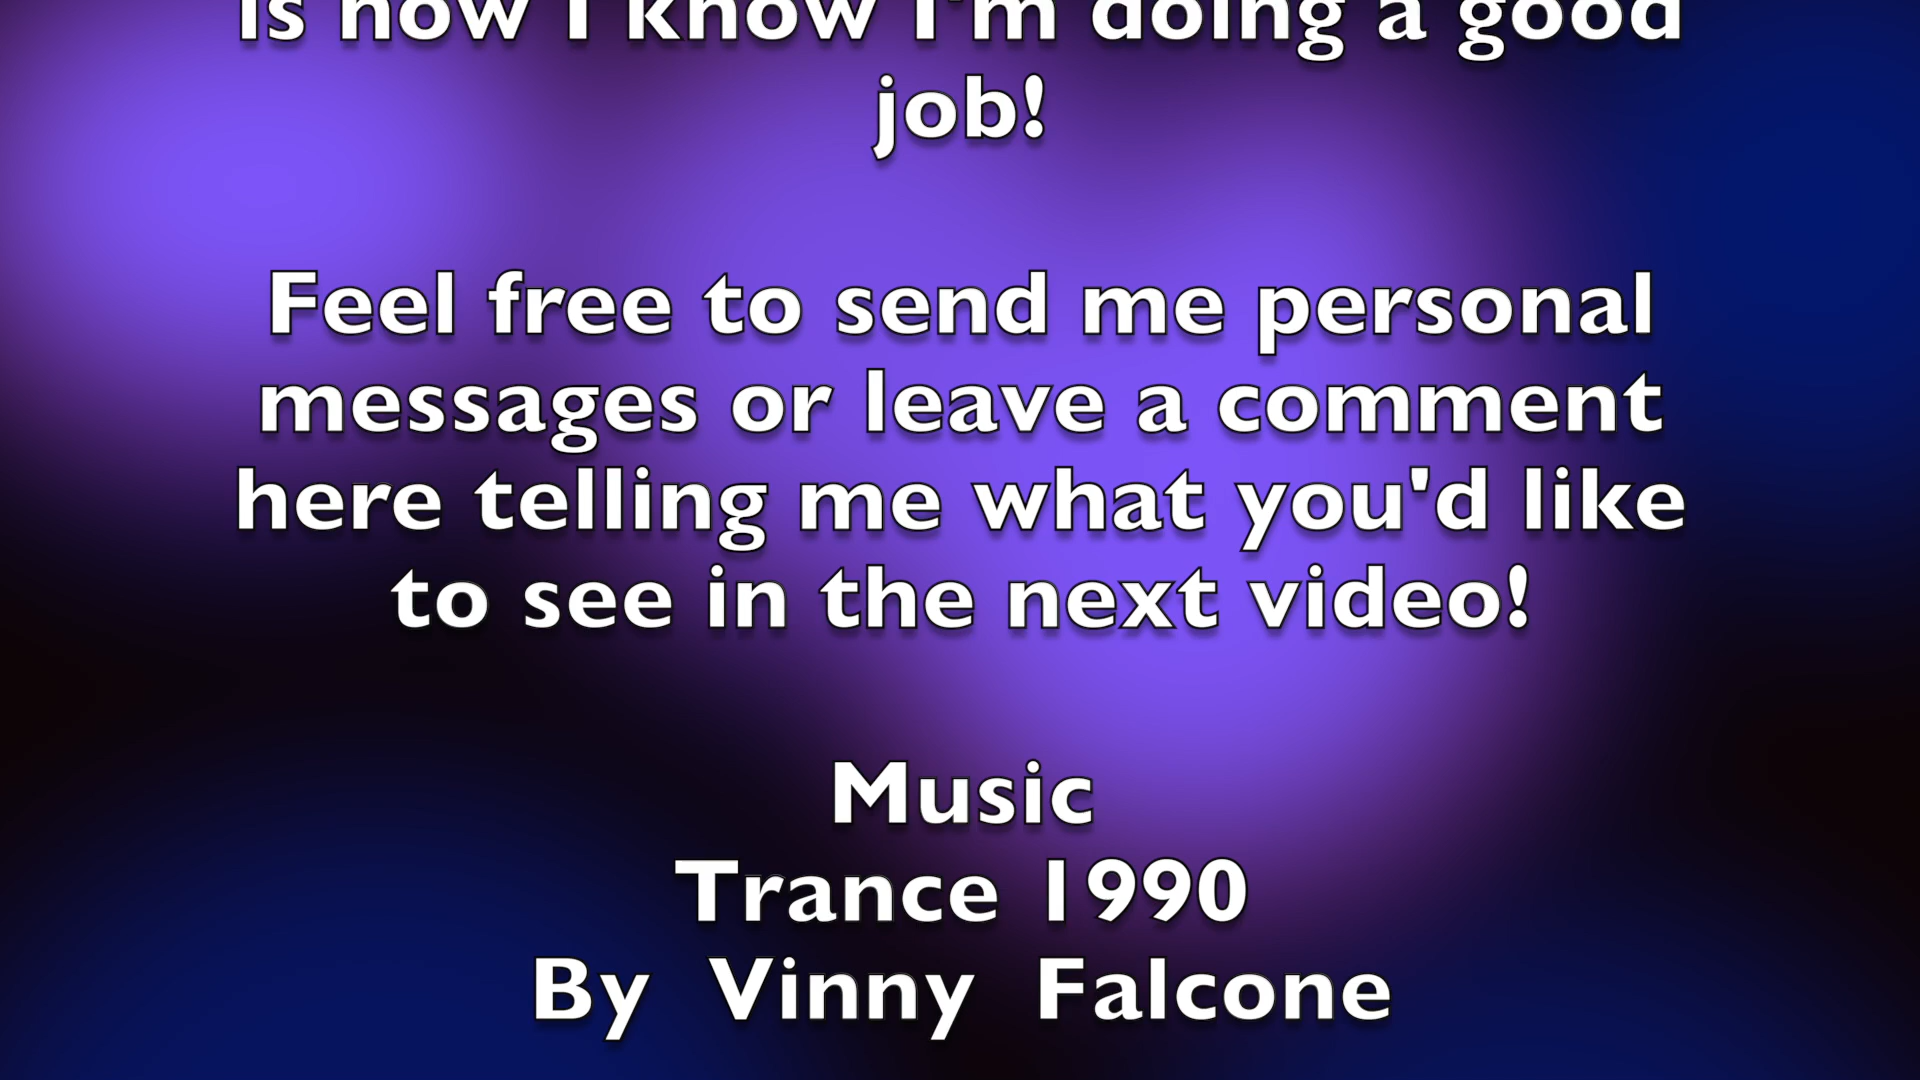 is how I know I'm doing a good
job!
Feel free to send me personal
messages or leave a comment
here telling me what you'd like
to see in the next video!
Music
Trance 1990
By Vinny Falcone